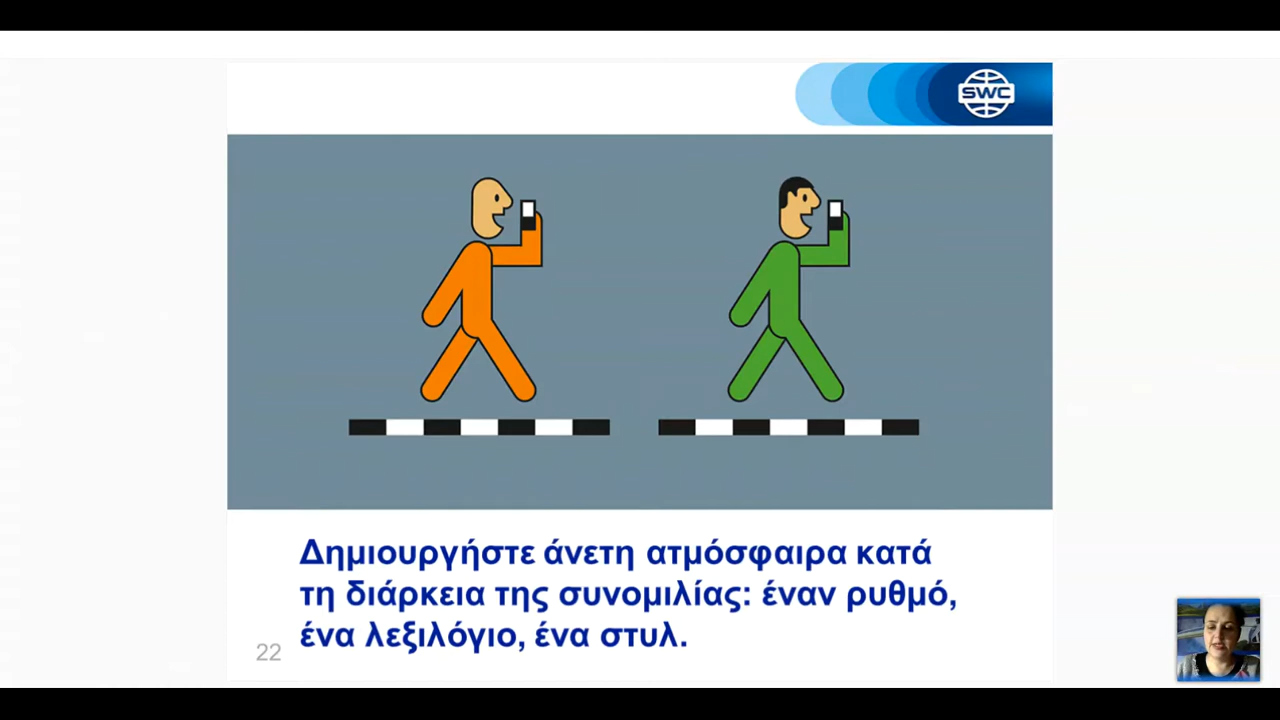 SWC
Δημιουργήστε άνετη ατμόσφαιρα κατά
τη διάρκεια της συνομιλίας: έναν ρυθμό,
ένα λεξιλόγιο, ένα στυλ.
22